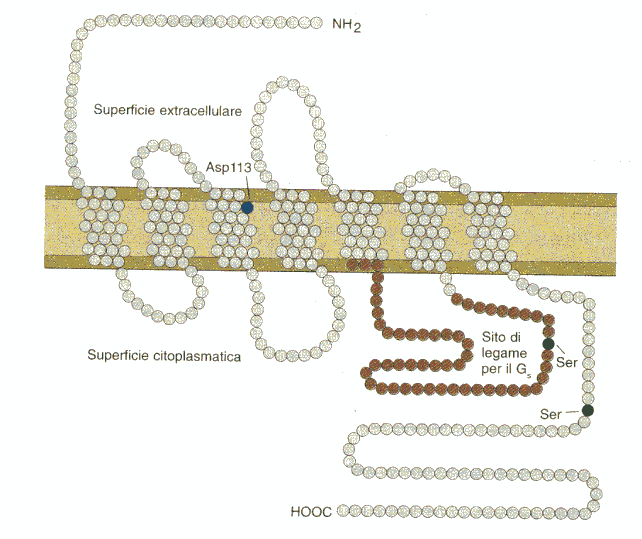 NH2
Superficie extracellulare
Asp113
Superficie citoplasmatica
Sito di
legame
per il Gs
Ser
Ser
HOOC